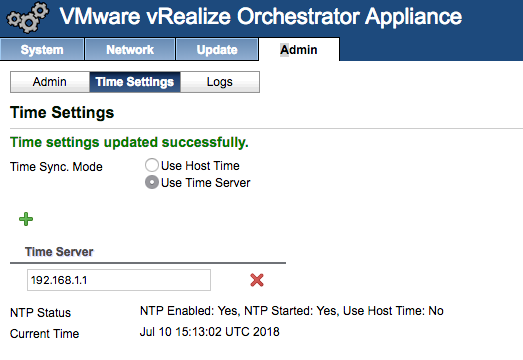 VMware vRealize Orchestrator Appliance
System Network Update Admin
Admin Time Settings Logs
Time Settings
Time settings updated successfully.
Time Sync. Mode Use Host Time
Use Time Server
Time Server
192.168.1.1
NTP Status NTP Enabled: Yes, NTP Started: Yes, Use Host Time: No
Current Time Jul 10 15:13:02 UTC 2018